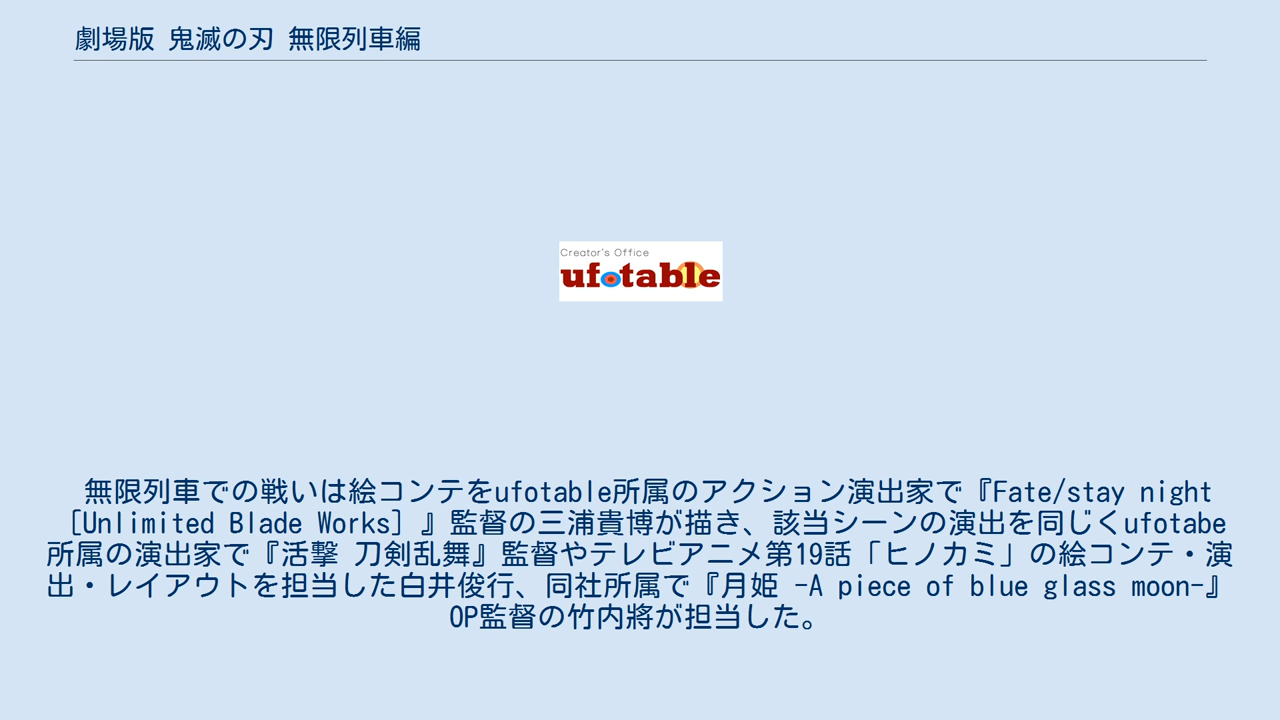 劇場版 鬼滅の刃 無限列車編
Creator's Office
ufotable
無限列車での戦いは絵コンテをufotable所属のアクション演出家で『Fate/stay night
[Unlimited Blade Works] 』監督の三浦貴博が描き、該当シーンの演出を同じくufotabe
所属の演出家で『活撃 刀剣乱舞』監督やテレビアニメ第19話「ヒノカミ」の絵コンテ・演
出・レイアウトを担当した白井俊行、同社所属で『月姫 -A piece of blue glass moon-』
OP監督の竹内將が担当した。